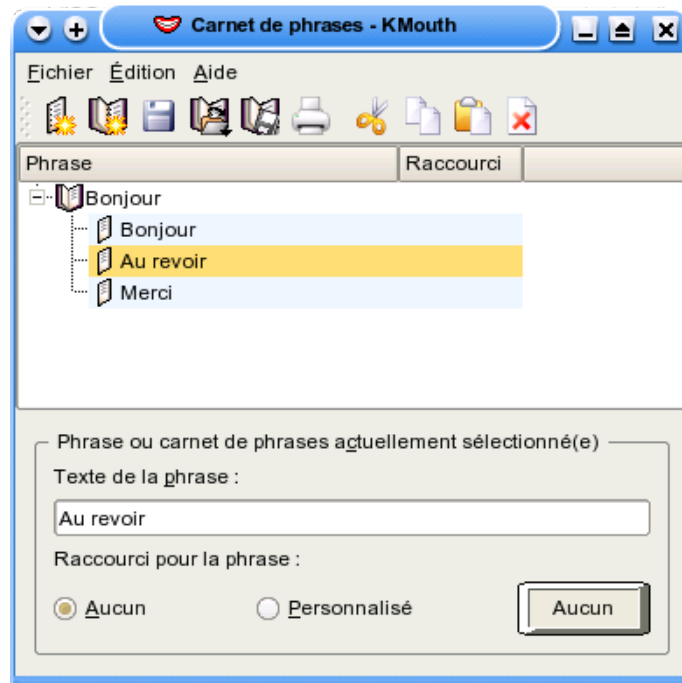 Carnet de phrases - KMouth
Fichier Édition Aide
Phrase Raccourci
Bonjour
Bonjour
Au revoir
Merci
Phrase ou carnet de phrases actuellement sélectionné(e)
Texte de la phrase :
Au revoir
Raccourci pour la phrase :
Aucun Personnalisé Aucun